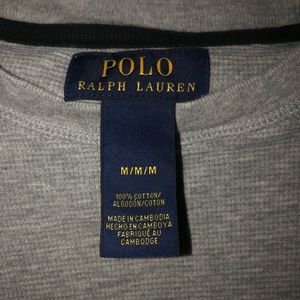 POLO
RALPH LAUREN
M/M/M
100% COTTON/
ALGODÓN/COTON
MADE IN CAMBODIA
HECHO EN CAMBOYA
FABRIQUÉ AU
CAMBODGE